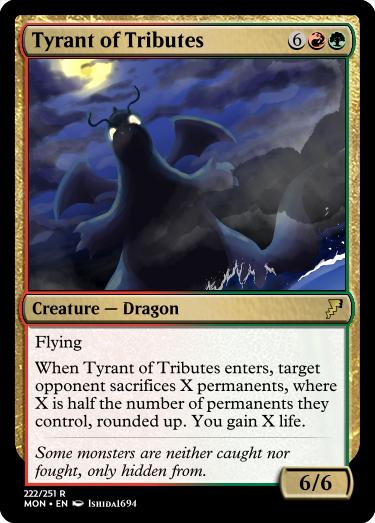 Tyrant of Tributes 6
Creature — Dragon
Flying
When Tyrant of Tributes enters, target
opponent sacrifices X permanents, where
X is half the number of permanents they
control, rounded up. You gain X life.
Some monsters are neither caught nor
fought, only hidden from.
6/6
222/251 R
MON • EN Ishida1694